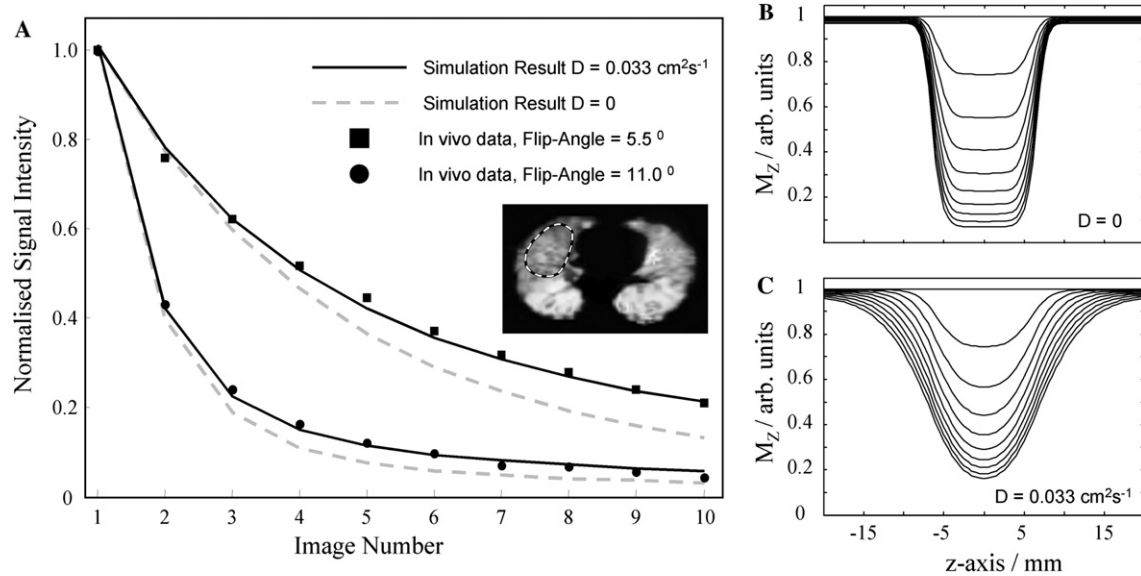 A
1.0
0.8
0.6
0.4
0.2
0
Normalised Signal Intensity
Simulation Result D = 0.033 cm²s⁻¹
Simulation Result D = 0
In vivo data, Flip-Angle = 5.5 ⁰
In vivo data, Flip-Angle = 11.0 ⁰
1 2 3 4 5 6 7 8 9 10
Image Number
B
1
0.8
0.6
0.4
0.2
M_Z / arb. units
D = 0
C
1
0.8
0.6
0.4
0.2
0
M_Z / arb. units
D = 0.033 cm²s⁻¹
-15 -5 5 15
z-axis / mm